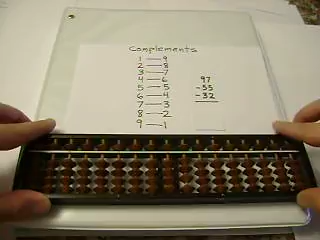 Complements
1 — 9
2 — 8
3 — 7
4 — 6
5 — 5
6 — 4
7 — 3
8 — 2
9 — 1
97
-55
-32